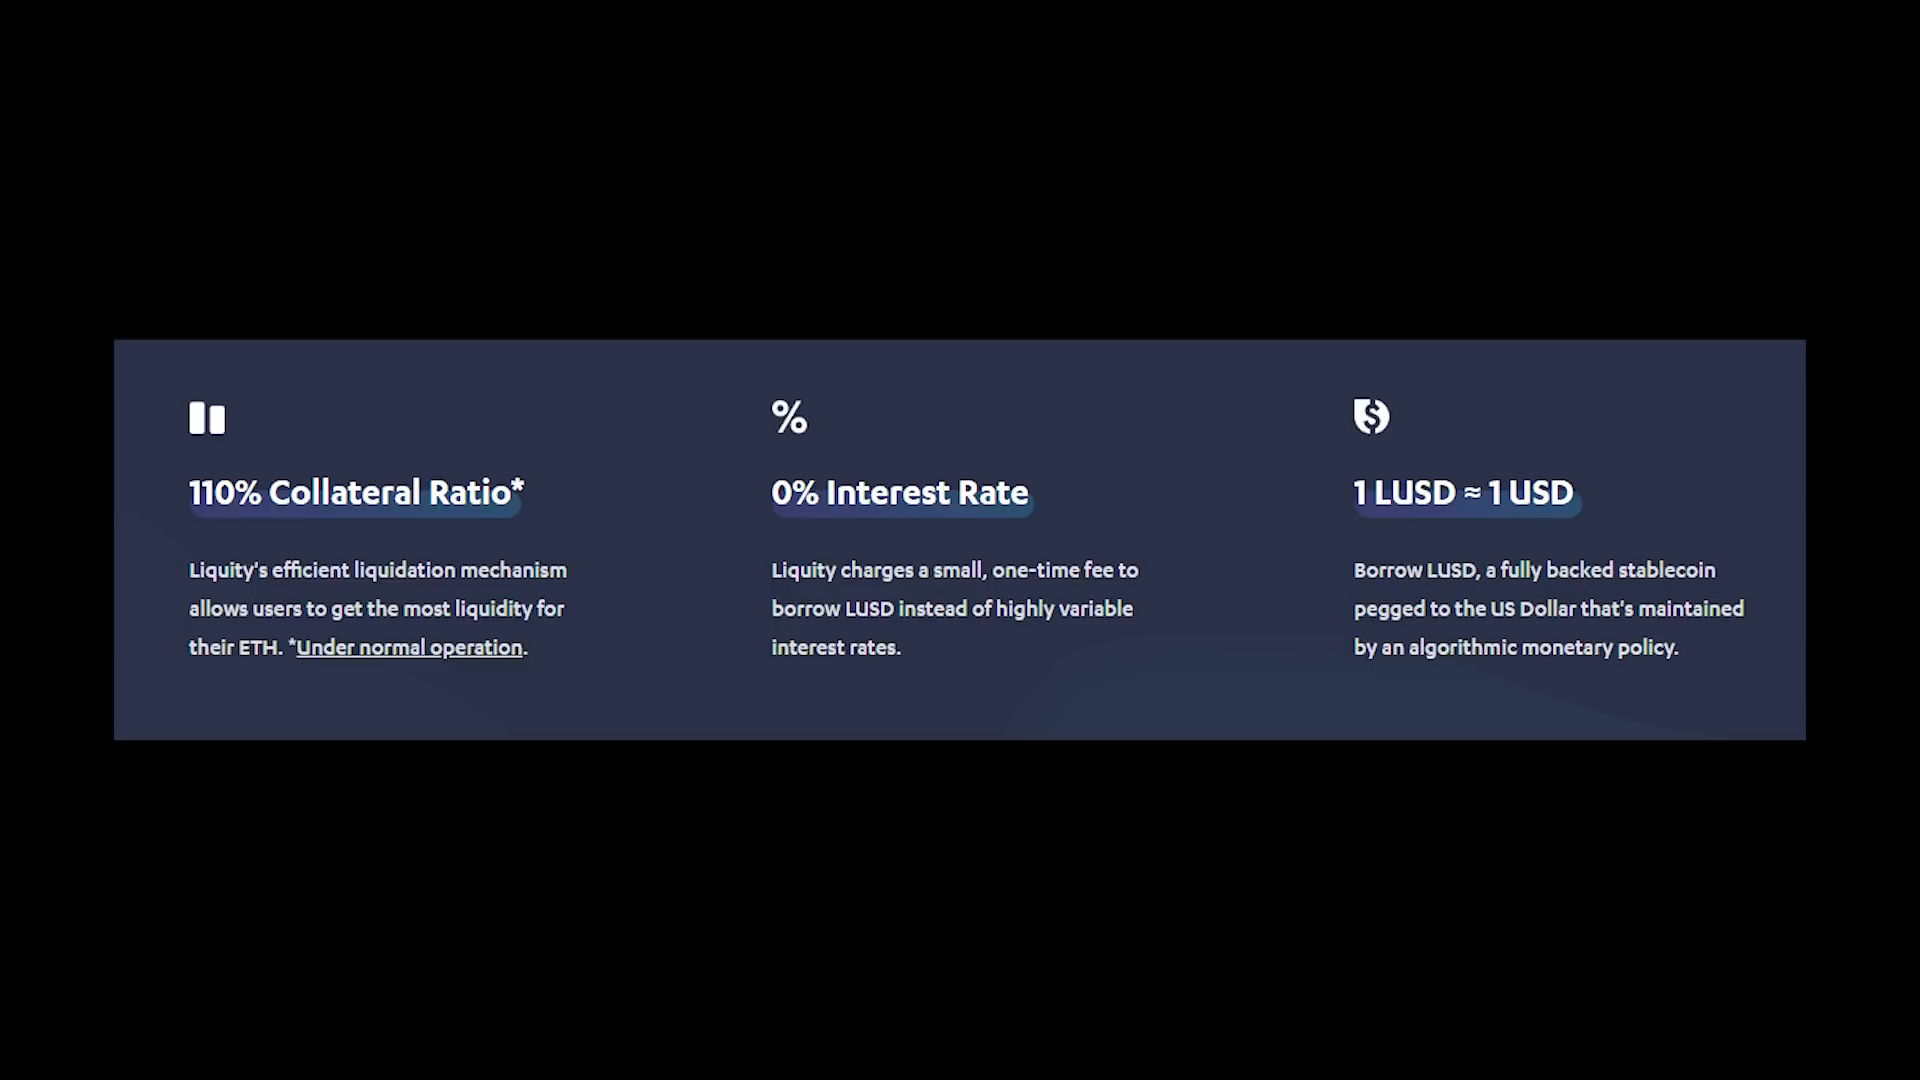 110% Collateral Ratio*
Liquity's efficient liquidation mechanism
allows users to get the most liquidity for
their ETH. *Under normal operation.
%
0% Interest Rate
Liquity charges a small, one-time fee to
borrow LUSD instead of highly variable
interest rates.
$
1 LUSD ≈ 1 USD
Borrow LUSD, a fully backed stablecoin
pegged to the US Dollar that's maintained
by an algorithmic monetary policy.